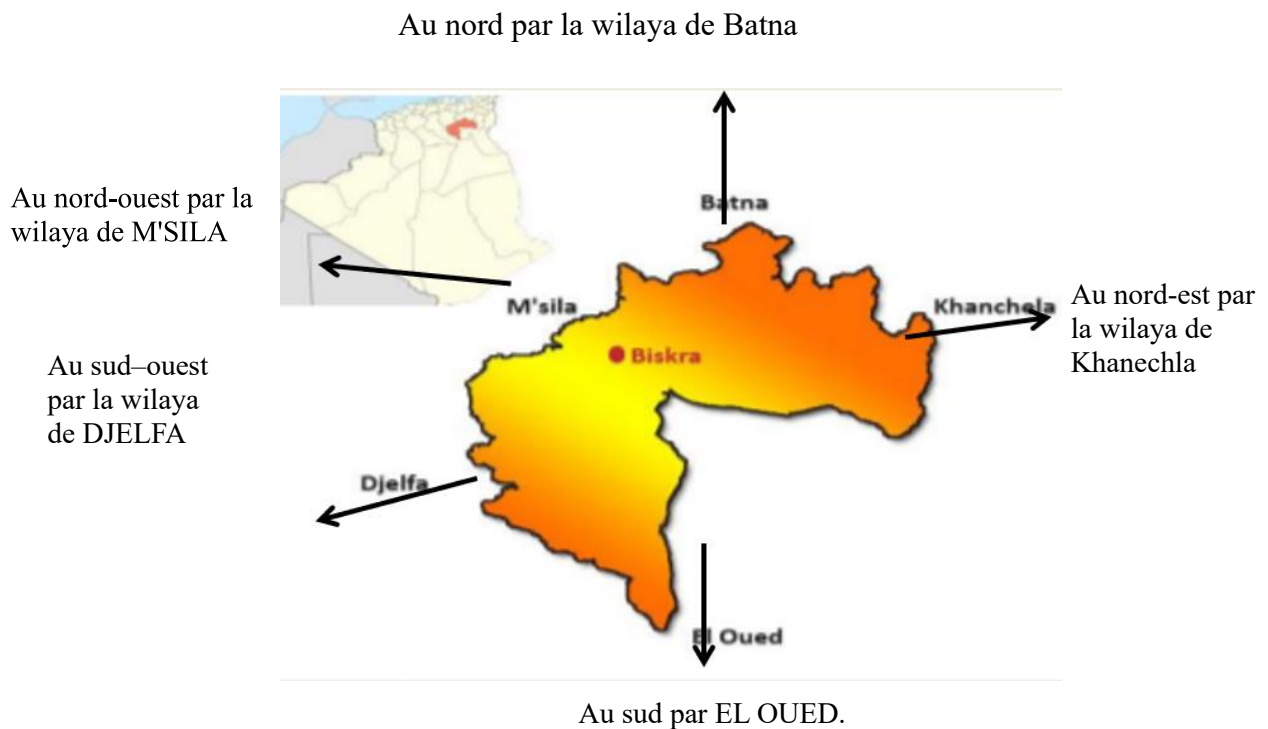 Au nord par la wilaya de Batna
Au nord-ouest par la
wilaya de M'SILA
Batna
M'sila
Khanchela
Au nord-est par
la wilaya de
Khanechla
Biskra
Au sud–ouest
par la wilaya
de DJELFA
Djelfa
El Oued
Au sud par EL OUED.